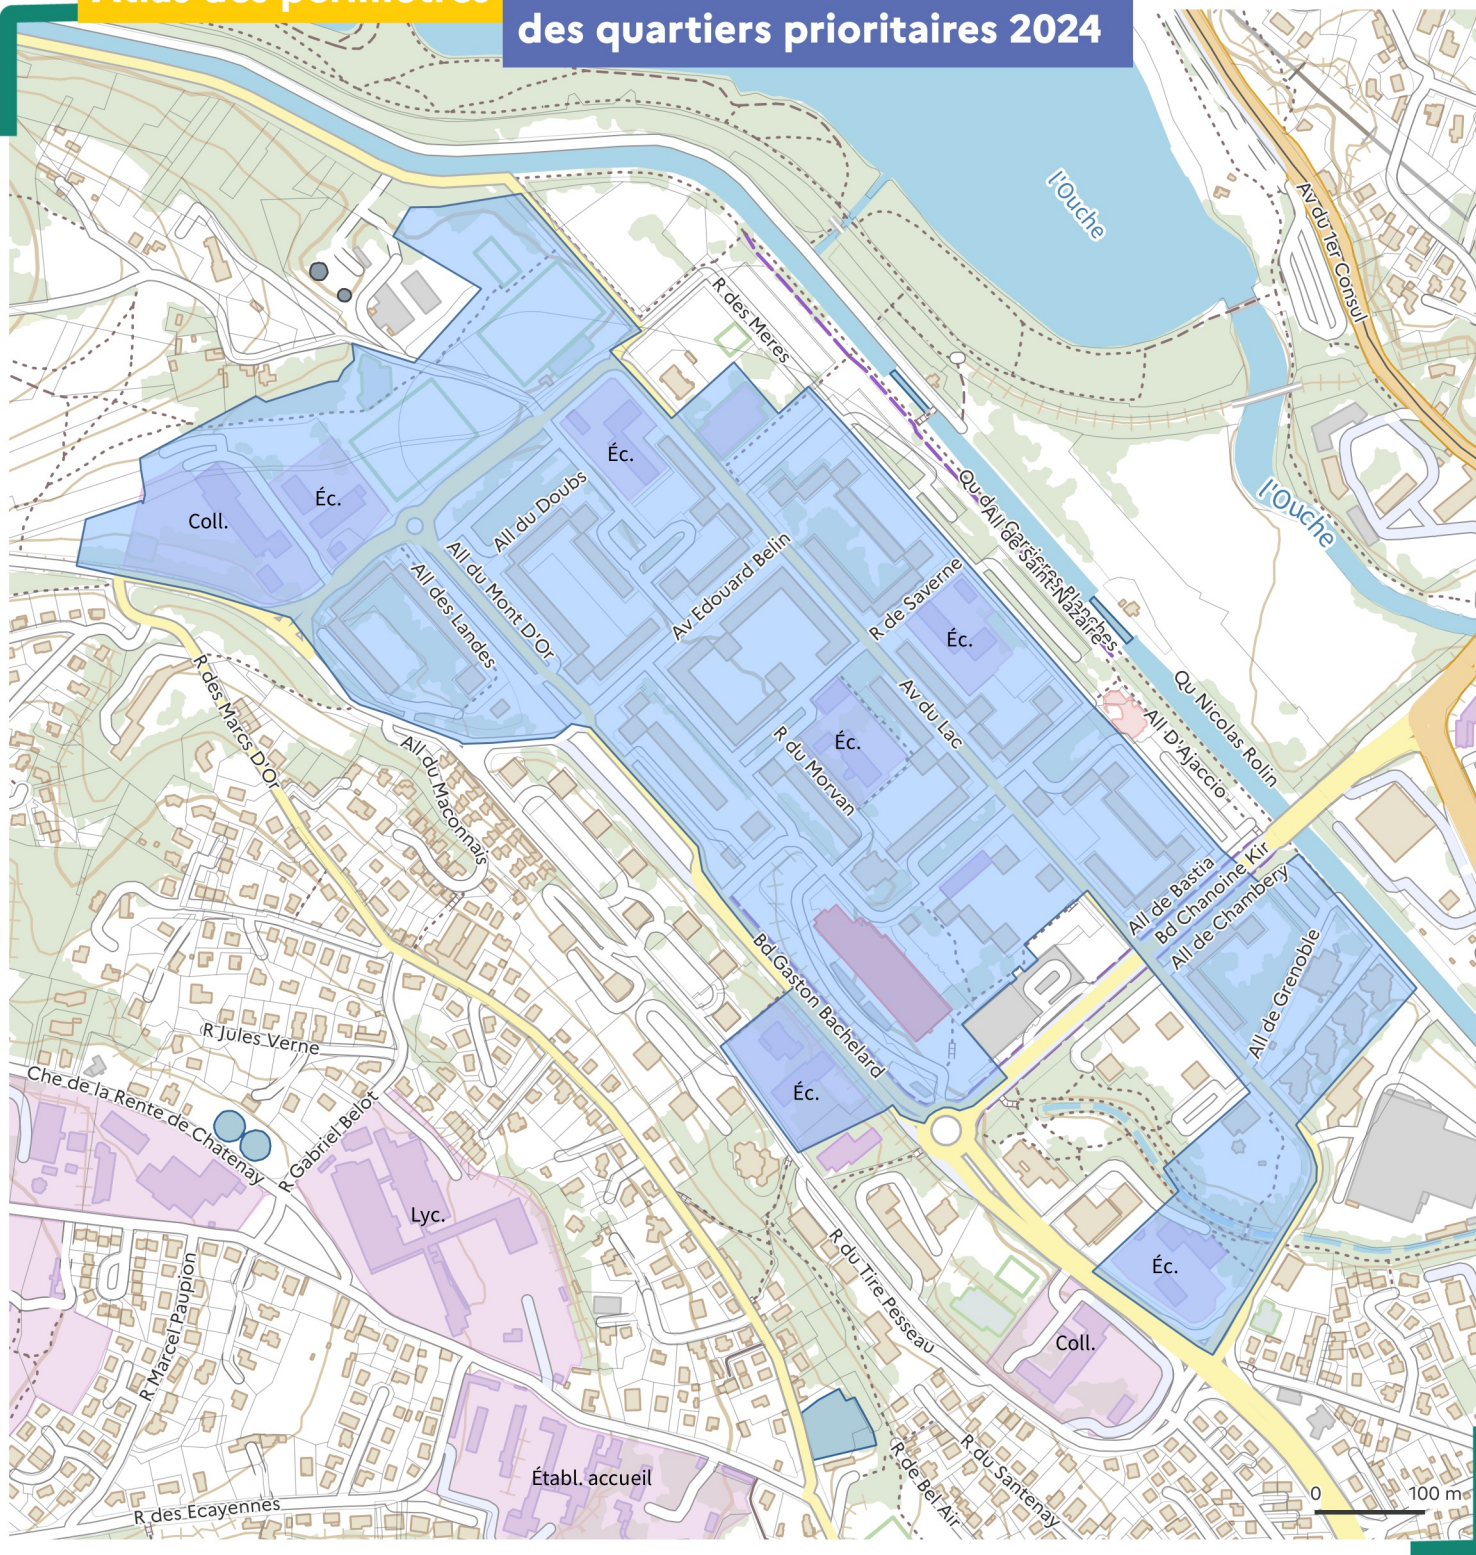 Atlas des périmètres
des quartiers prioritaires 2024
l'Ouche
Av du 1er Consul
R des Meres
Éc.
All du Doubs
Éc.
Coll.
Qu d Carrieres Blanches
All de Saint-Nazaire
l'Ouche
All du Mont D'Or
Av Edouard Belin
All des Landes
R de Saverne
Éc.
R des Marcs D'Or
Av du Lac
Qu Nicolas Rolin
All D'Ajaccio
Éc.
R du Morvan
All du Maconnais
All de Bastia
Bd Chanoine Kir
All de Chambery
All de Grenoble
Bd Gaston Bachelard
R Jules Verne
Che de la Rente de Chatenay
R Gabriel Belot
Éc.
Lyc.
Éc.
R du Tire Pesseau
R Marcel Paupion
Coll.
Établ. accueil
R de Bel Air
R du Santenay
R des Ecayennes
0 100 m